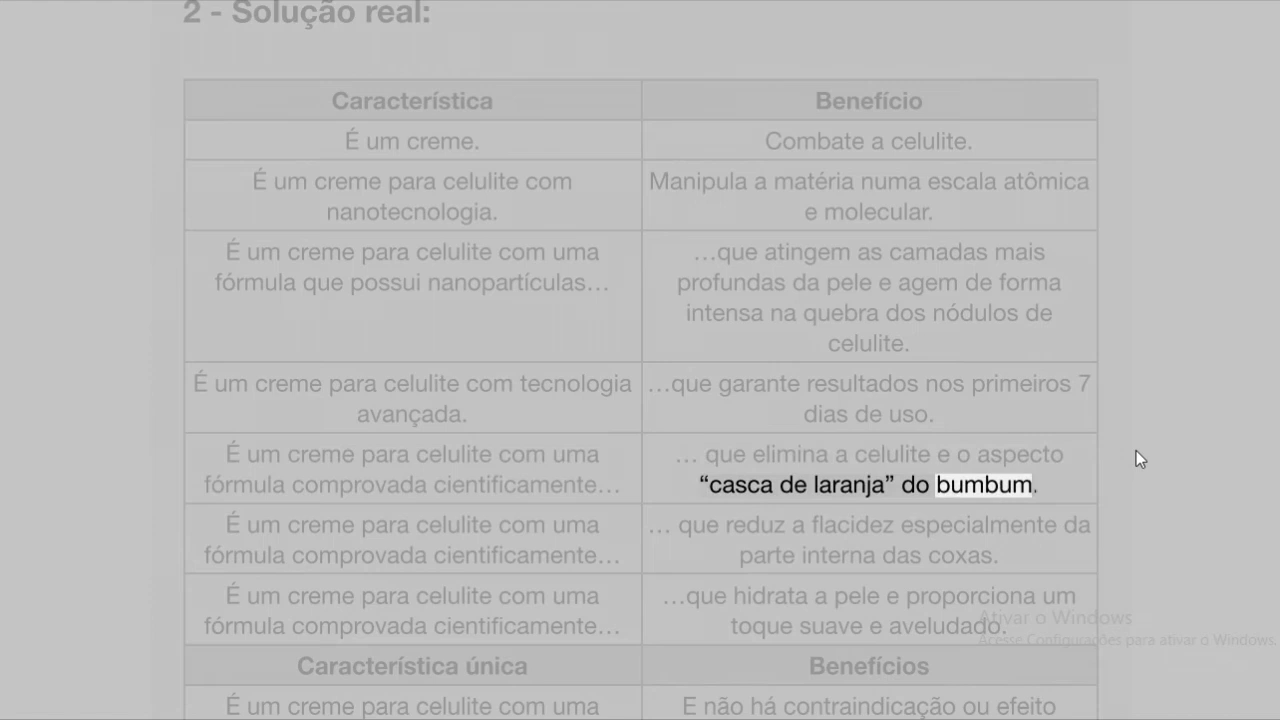 2 - Solução real:
Característica
Benefício
É um creme.
Combate a celulite.
É um creme para celulite com
nanotecnologia.
Manipula a matéria numa escala atômica
e molecular.
É um creme para celulite com uma
fórmula que possui nanopartículas…
…que atingem as camadas mais
profundas da pele e agem de forma
intensa na quebra dos nódulos de
celulite.
É um creme para celulite com tecnologia
avançada.
…que garante resultados nos primeiros 7
dias de uso.
É um creme para celulite com uma
fórmula comprovada cientificamente…
… que elimina a celulite e o aspecto
“casca de laranja” do bumbum.
É um creme para celulite com uma
fórmula comprovada cientificamente…
… que reduz a flacidez especialmente da
parte interna das coxas.
É um creme para celulite com uma
fórmula comprovada cientificamente…
…que hidrata a pele e proporciona um
toque suave e aveludado.
Ativar o Windows
Acesse Configurações para ativar o Windows.
Característica única
Benefícios
É um creme para celulite com uma
E não há contraindicação ou efeito